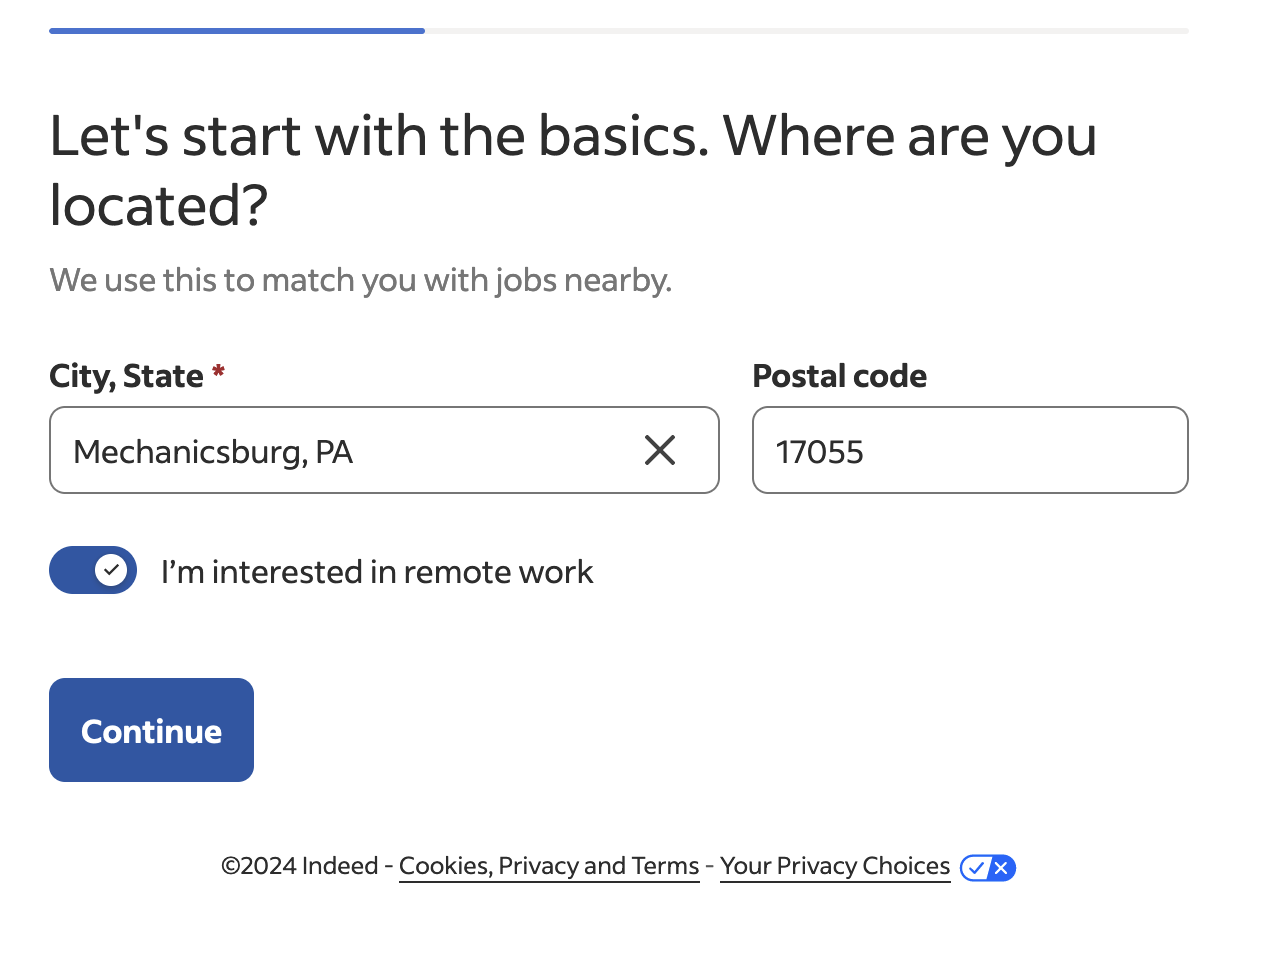 Let's start with the basics. Where are you
located?
We use this to match you with jobs nearby.
City, State *
Postal code
Mechanicsburg, PA
17055
I’m interested in remote work
Continue
©2024 Indeed - Cookies, Privacy and Terms - Your Privacy Choices